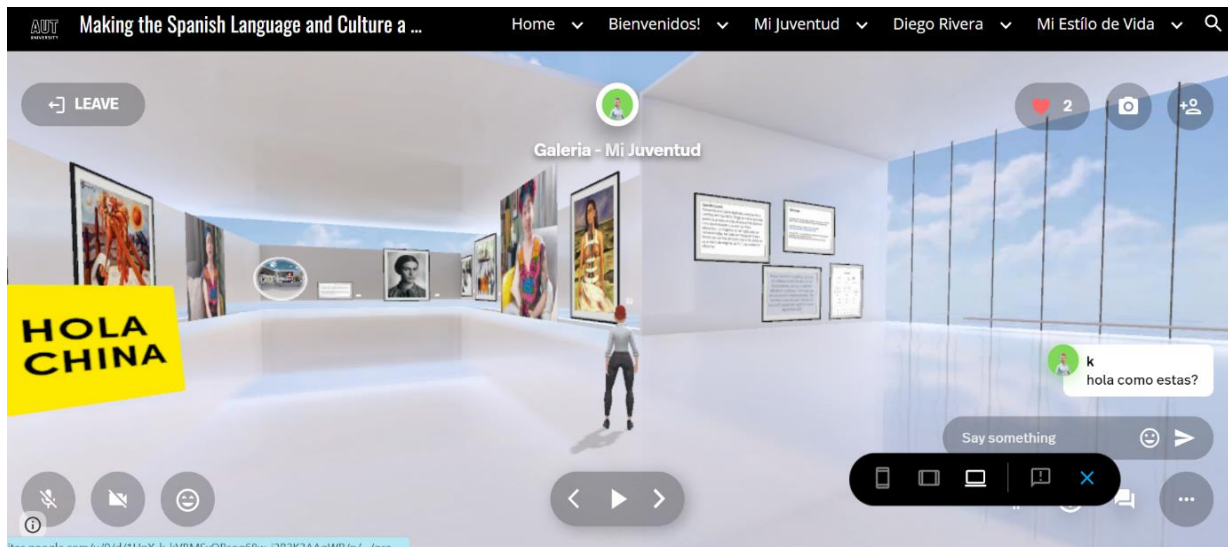 AUT
UNIVERSITY
Making the Spanish Language and Culture a ...
Home
Bienvenidos!
Mi Juventud
Diego Rivera
Mi Estílo de Vida
LEAVE
2
Galeria - Mi Juventud
HOLA
CHINA
k
hola como estas?
Say something